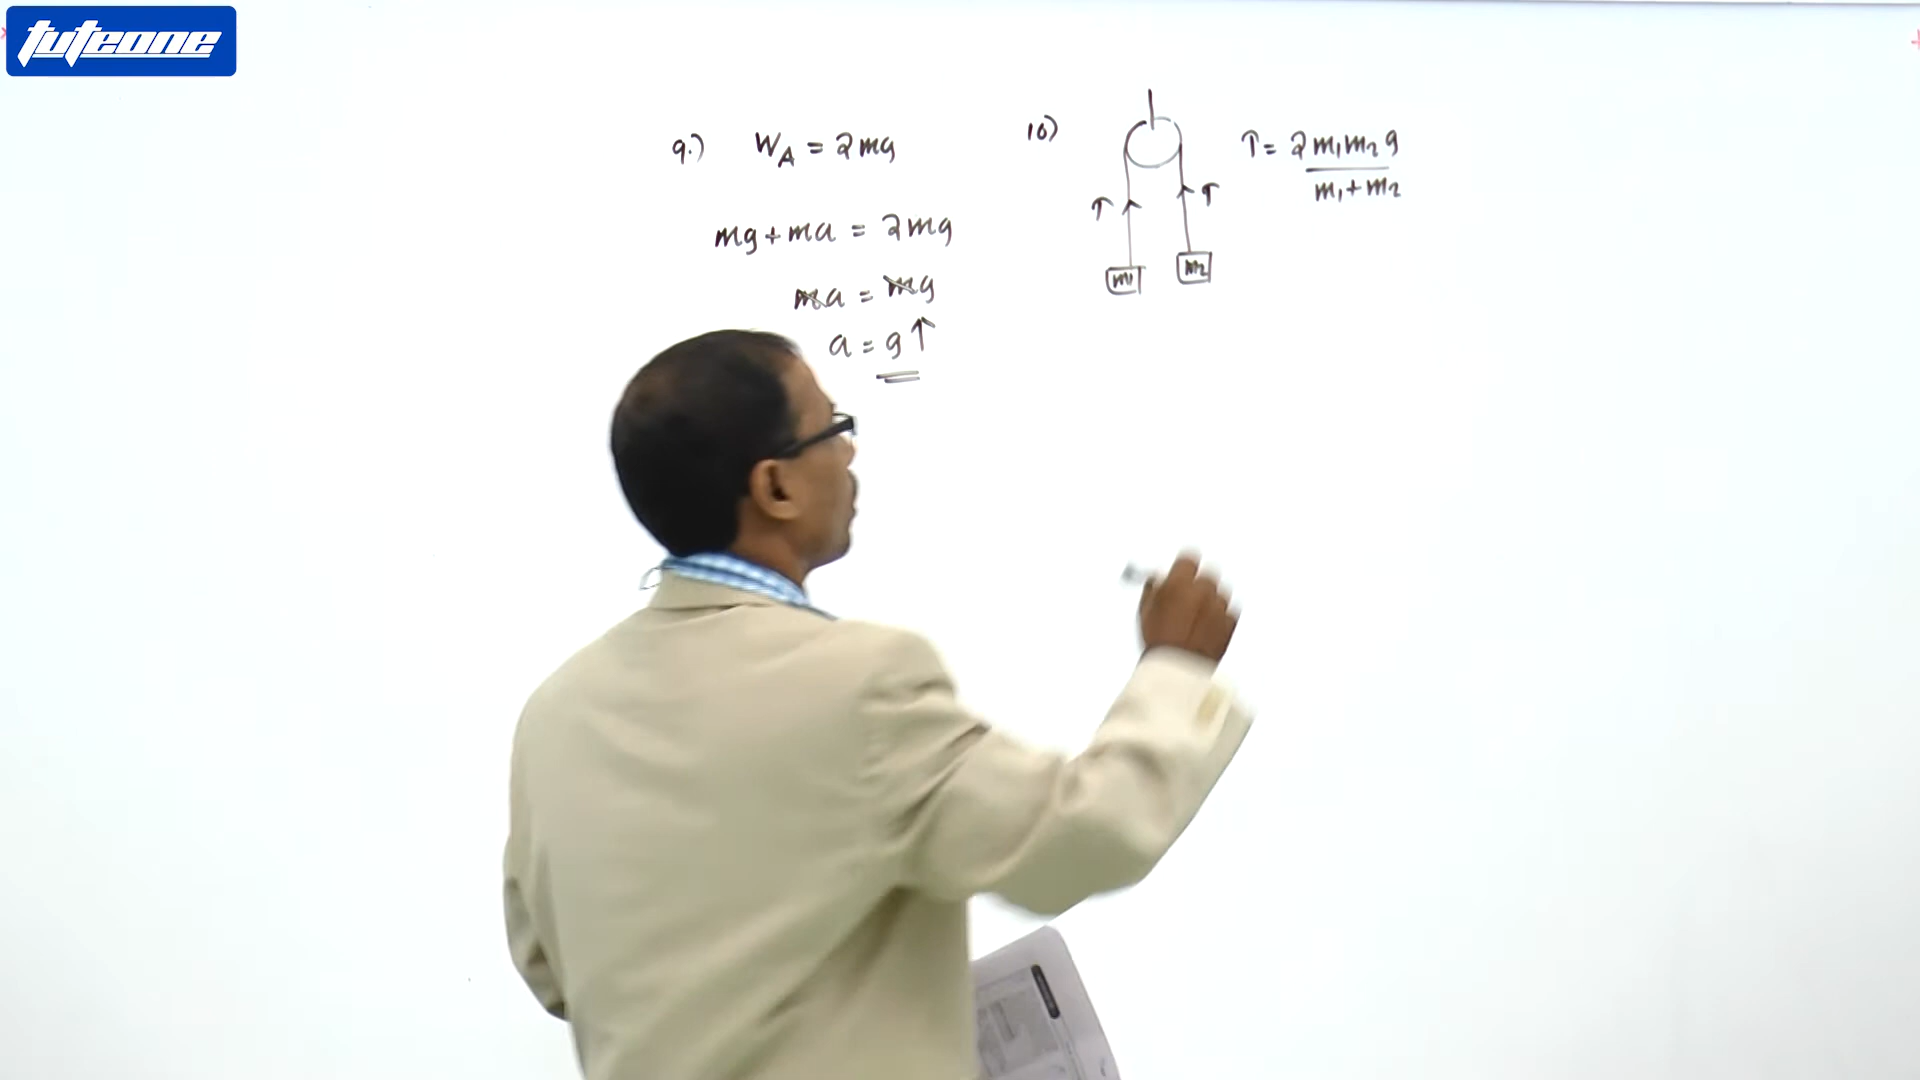 tuteone
9.) W_A = 2mg
mg + ma = 2mg
ma = mg
a = g↑
10)
T T
m1 m2
T = 2m₁m₂g
m₁+m₂